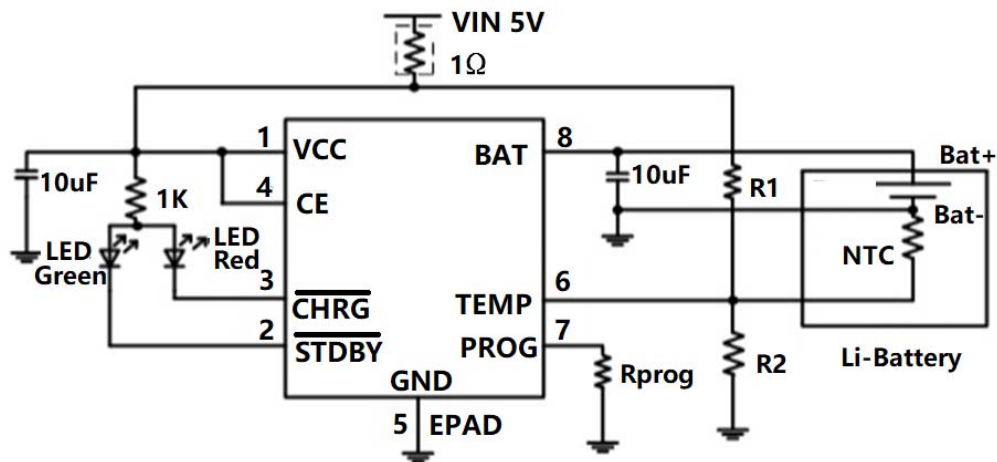 VIN 5V
1Ω
1
VCC
BAT
8
Bat+
10uF
1K
4
CE
10uF
R1
Bat-
LED
Green
LED
Red
NTC
3
CHRG
TEMP
6
2
STDBY
PROG
7
Rprog
R2
Li-Battery
GND
5
EPAD